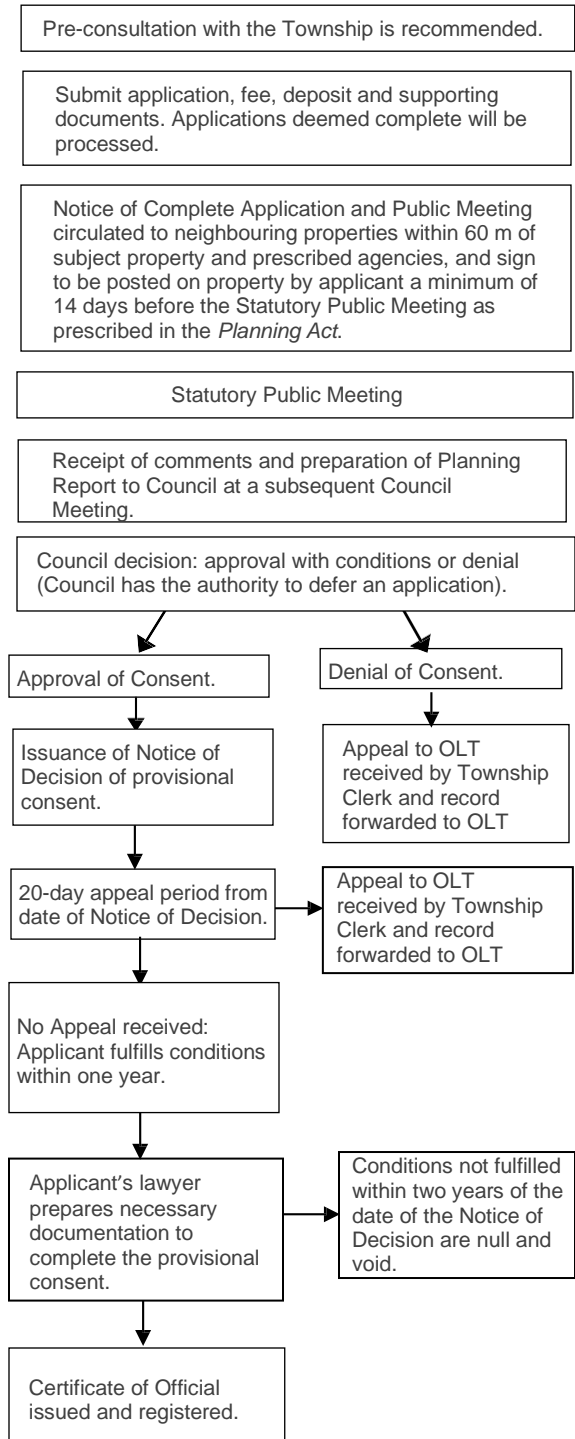 Pre-consultation with the Township is recommended.
Submit application, fee, deposit and supporting
documents. Applications deemed complete will be
processed.
Notice of Complete Application and Public Meeting
circulated to neighbouring properties within 60 m of
subject property and prescribed agencies, and sign
to be posted on property by applicant a minimum of
14 days before the Statutory Public Meeting as
prescribed in the Planning Act.
Statutory Public Meeting
Receipt of comments and preparation of Planning
Report to Council at a subsequent Council
Meeting.
Council decision: approval with conditions or denial
(Council has the authority to defer an application).
Approval of Consent.
Denial of Consent.
Issuance of Notice of
Decision of provisional
consent.
Appeal to OLT
received by Township
Clerk and record
forwarded to OLT
20-day appeal period from
date of Notice of Decision.
Appeal to OLT
received by Township
Clerk and record
forwarded to OLT
No Appeal received:
Applicant fulfills conditions
within one year.
Applicant's lawyer
prepares necessary
documentation to
complete the provisional
consent.
Conditions not fulfilled
within two years of the
date of the Notice of
Decision are null and
void.
Certificate of Official
issued and registered.